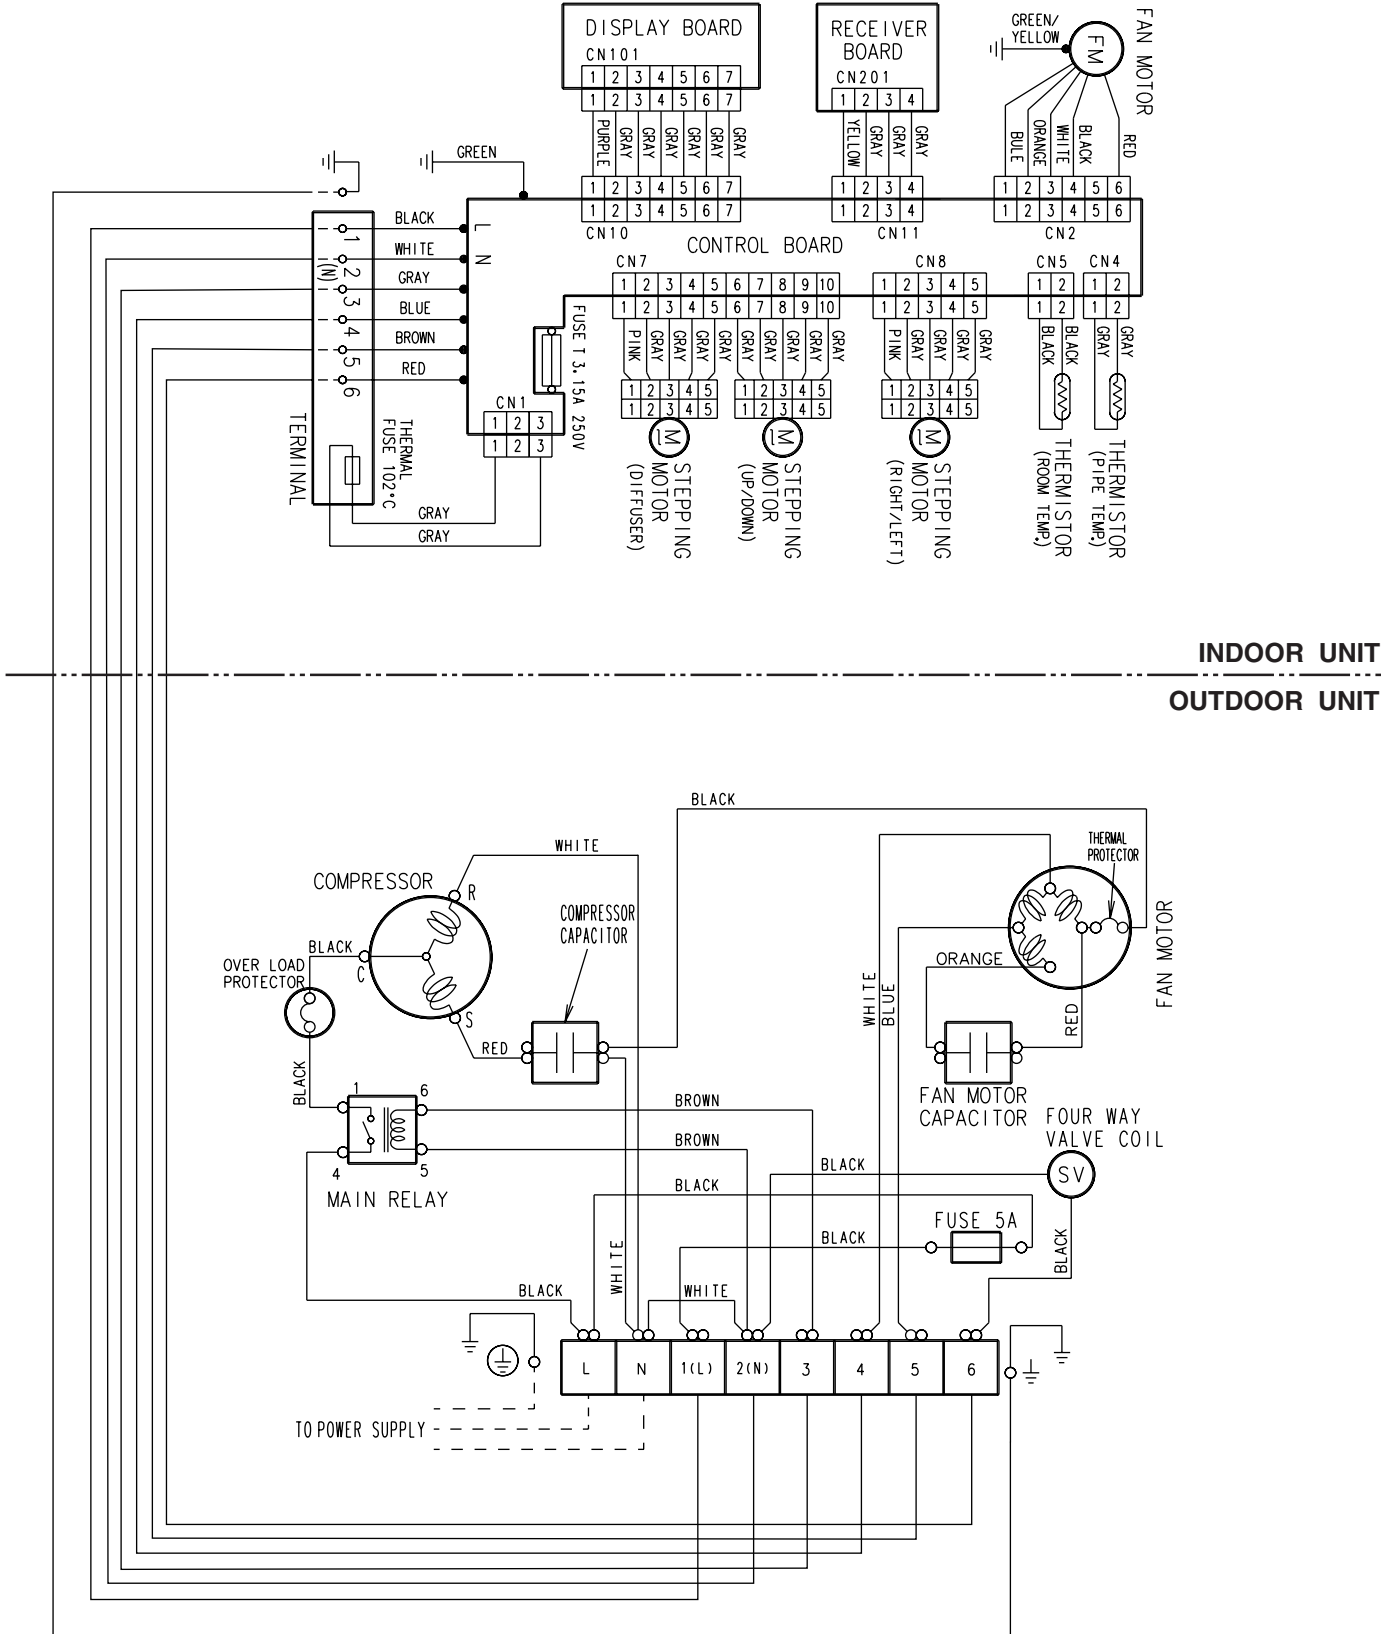 DISPLAY BOARD
CN101
1 2 3 4 5 6 7
1 2 3 4 5 6 7
PURPLE GRAY GRAY GRAY GRAY GRAY GRAY
1 2 3 4 5 6 7
1 2 3 4 5 6 7
CN10
RECEIVER
BOARD
CN201
1 2 3 4
YELLOW GRAY GRAY GRAY
1 2 3 4
1 2 3 4
CN11
GREEN/
YELLOW
FM
FAN MOTOR
BULE ORANGE WHITE BLACK RED
1 2 3 4 5 6
1 2 3 4 5 6
CN2
GREEN
CONTROL BOARD
BLACK L
WHITE N
GRAY
BLUE
BROWN
RED
1
2
(N)
3
4
5
6
TERMINAL
THERMAL
FUSE 102°C
CN1
1 2 3
1 2 3
GRAY
GRAY
FUSE T 3.15A 250V
CN7
1 2 3 4 5 6 7 8 9 10
1 2 3 4 5 6 7 8 9 10
PINK GRAY GRAY GRAY GRAY GRAY GRAY GRAY GRAY GRAY
1 2 3 4 5
1 2 3 4 5
M
STEPPING
MOTOR
(DIFFUSER)
1 2 3 4 5
1 2 3 4 5
M
STEPPING
MOTOR
(UP/DOWN)
CN8
1 2 3 4 5
1 2 3 4 5
PINK GRAY GRAY GRAY GRAY
1 2 3 4 5
1 2 3 4 5
M
STEPPING
MOTOR
(RIGHT/LEFT)
CN5
1 2
1 2
BLACK BLACK
THERMISTOR
(ROOM TEMP.)
CN4
1 2
1 2
GRAY GRAY
THERMISTOR
(PIPE TEMP.)
INDOOR UNIT
OUTDOOR UNIT
BLACK
WHITE
COMPRESSOR
R
C
S
BLACK
OVER LOAD
PROTECTOR
COMPRESSOR
CAPACITOR
RED
BLACK
1
6
4
5
MAIN RELAY
BROWN
BROWN
THERMAL
PROTECTOR
FAN MOTOR
ORANGE
WHITE
BLUE
RED
FAN MOTOR
CAPACITOR
FOUR WAY
VALVE COIL
SV
BLACK
BLACK
FUSE 5A
BLACK
BLACK
WHITE
BLACK
WHITE
L N 1(L) 2(N) 3 4 5 6
TO POWER SUPPLY